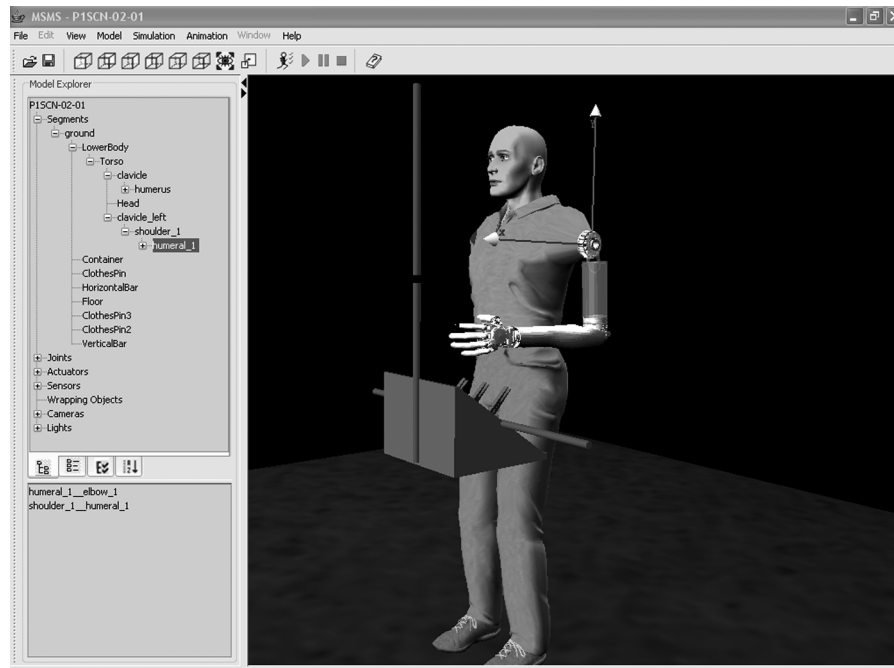 MSMS - P1SCN-02-01
File Edit View Model Simulation Animation Window Help
Model Explorer
P1SCN-02-01
Segments
ground
LowerBody
Torso
clavicle
humerus
Head
clavicle_left
shoulder_1
humeral_1
Container
ClothesPin
HorizontalBar
Floor
ClothesPin3
ClothesPin2
VerticalBar
Joints
Actuators
Sensors
Wrapping Objects
Cameras
Lights
humeral_1__elbow_1
shoulder_1__humeral_1